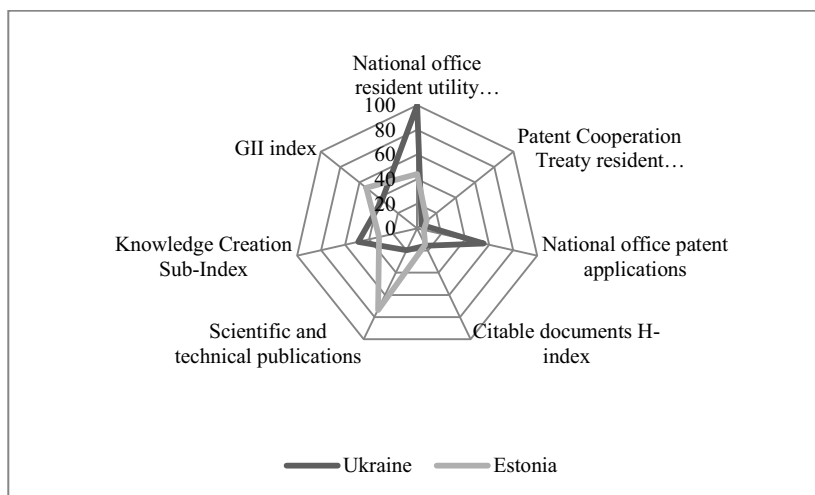 National office
resident utility…
100
80
60
40
20
0
Patent Cooperation
Treaty resident…
National office patent
applications
Citable documents H-
index
Scientific and
technical publications
Knowledge Creation
Sub-Index
GII index
Ukraine
Estonia